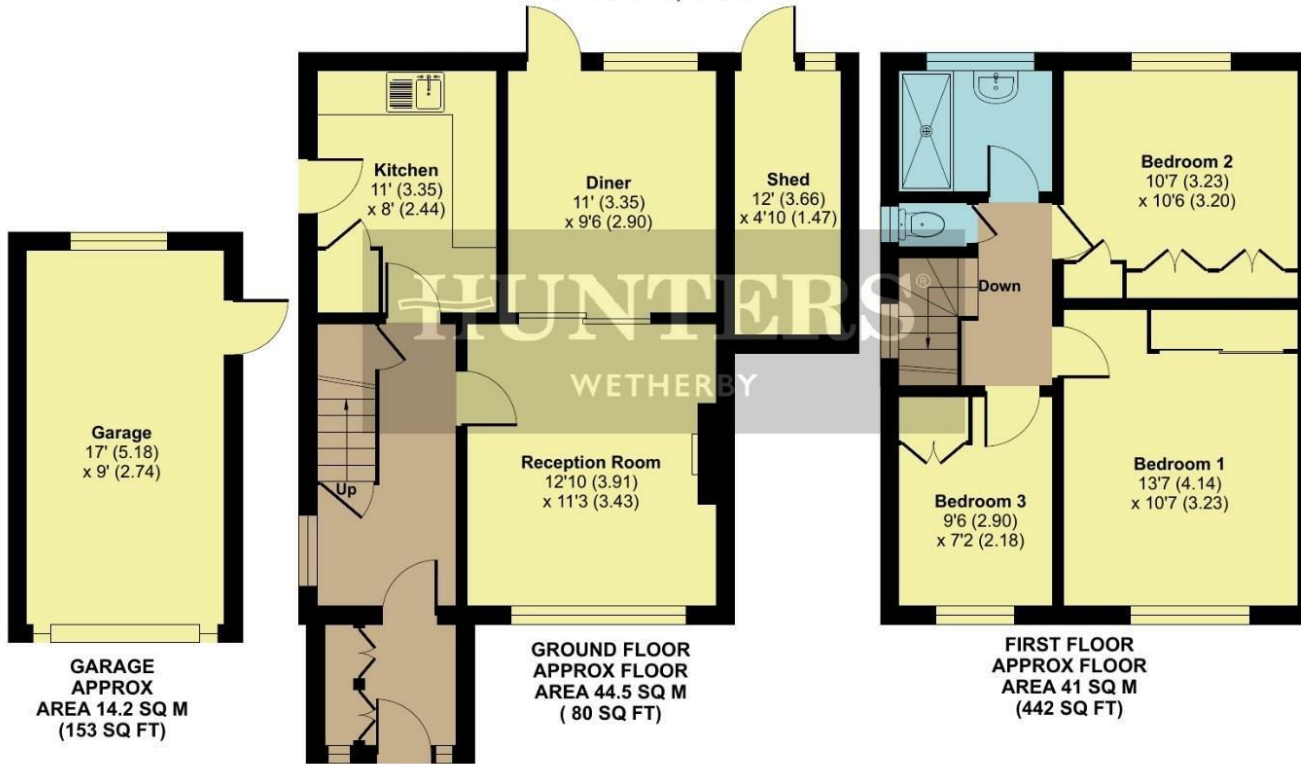 Kitchen
11' (3.35)
x 8' (2.44)
Diner
11' (3.35)
x 9'6 (2.90)
Shed
12' (3.66)
x 4'10 (1.47)
Bedroom 2
10'7 (3.23)
x 10'6 (3.20)
Down
HUNTERS®
WETHERBY
Garage
17' (5.18)
x 9' (2.74)
Up
Reception Room
12'10 (3.91)
x 11'3 (3.43)
Bedroom 3
9'6 (2.90)
x 7'2 (2.18)
Bedroom 1
13'7 (4.14)
x 10'7 (3.23)
GARAGE
APPROX
AREA 14.2 SQ M
(153 SQ FT)
GROUND FLOOR
APPROX FLOOR
AREA 44.5 SQ M
( 80 SQ FT)
FIRST FLOOR
APPROX FLOOR
AREA 41 SQ M
(442 SQ FT)